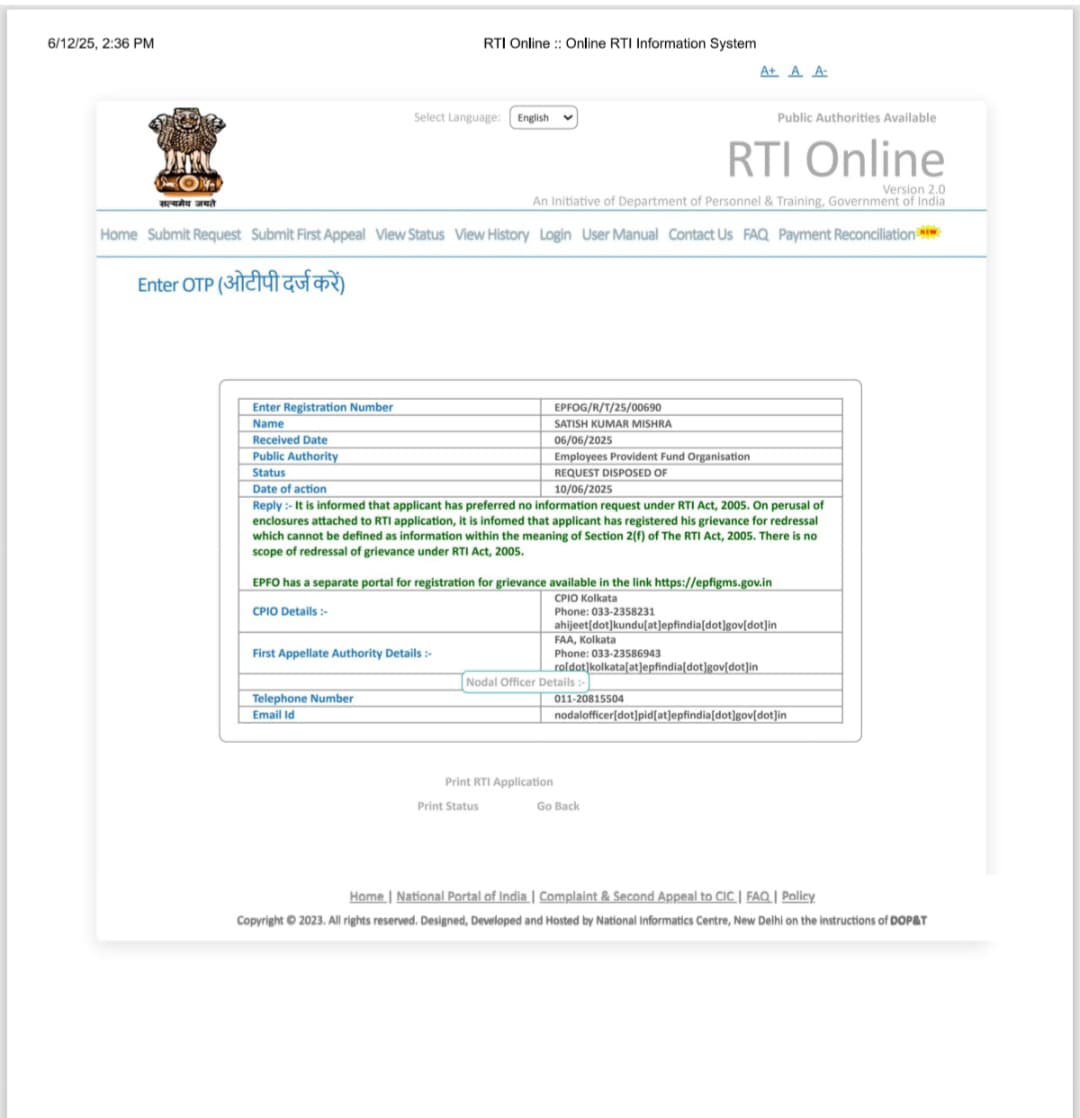 6/12/25, 2:36 PM
RTI Online :: Online RTI Information System
A+ A A-
Select Language: English
Public Authorities Available
RTI Online
Version 2.0
सत्यमेव जयते
An Initiative of Department of Personnel & Training, Government of India
Home Submit Request Submit First Appeal View Status View History Login User Manual Contact Us FAQ Payment Reconciliation NEW
Enter OTP (ओटीपी दर्ज करें)
Enter Registration Number EPFOG/R/T/25/00690
Name SATISH KUMAR MISHRA
Received Date 06/06/2025
Public Authority Employees Provident Fund Organisation
Status REQUEST DISPOSED OF
Date of action 10/06/2025
Reply :- It is informed that applicant has preferred no information request under RTI Act, 2005. On perusal of
enclosures attached to RTI application, it is infomed that applicant has registered his grievance for redressal
which cannot be defined as information within the meaning of Section 2(f) of The RTI Act, 2005. There is no
scope of redressal of grievance under RTI Act, 2005.
EPFO has a separate portal for registration for grievance available in the link https://epfigms.gov.in
CPIO Details :-
CPIO Kolkata
Phone: 033-2358231
ahijeet[dot]kundu[at]epfindia[dot]gov[dot]in
First Appellate Authority Details :-
FAA, Kolkata
Phone: 033-23586943
ro[dot]kolkata[at]epfindia[dot]gov[dot]in
Nodal Officer Details :-
Telephone Number 011-20815504
Email Id nodalofficer[dot]pid[at]epfindia[dot]gov[dot]in
Print RTI Application
Print Status Go Back
Home | National Portal of India | Complaint & Second Appeal to CIC | FAQ | Policy
Copyright © 2023. All rights reserved. Designed, Developed and Hosted by National Informatics Centre, New Delhi on the instructions of DOP&T